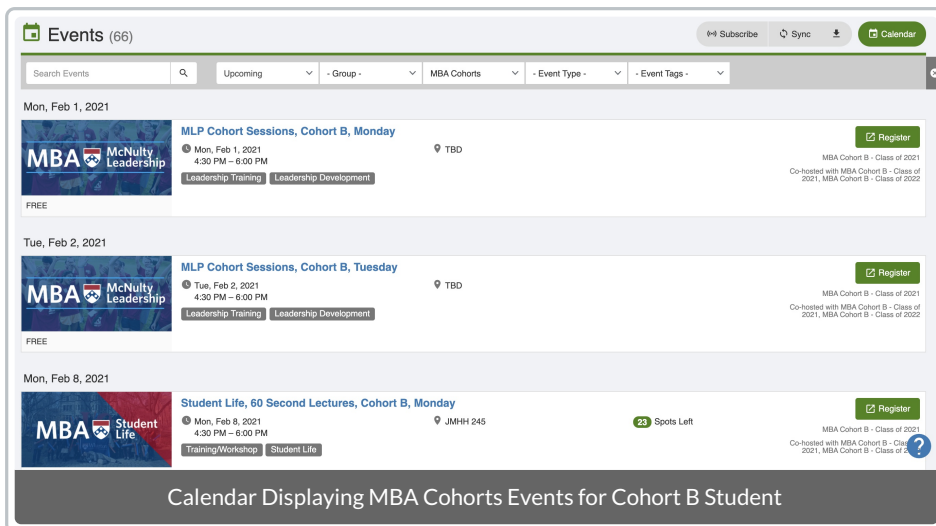 Events (66)
Subscribe
Sync
Calendar
Search Events
Upcoming
- Group -
MBA Cohorts
- Event Type -
- Event Tags -
Mon, Feb 1, 2021
MBA McNulty Leadership
FREE
MLP Cohort Sessions, Cohort B, Monday
Mon, Feb 1, 2021
4:30 PM – 6:00 PM
TBD
Leadership Training Leadership Development
Register
MBA Cohort B - Class of 2021
Co-hosted with MBA Cohort B - Class of
2021, MBA Cohort B - Class of 2022
Tue, Feb 2, 2021
MBA McNulty Leadership
FREE
MLP Cohort Sessions, Cohort B, Tuesday
Tue, Feb 2, 2021
4:30 PM – 6:00 PM
TBD
Leadership Training Leadership Development
Register
MBA Cohort B - Class of 2021
Co-hosted with MBA Cohort B - Class of
2021, MBA Cohort B - Class of 2022
Mon, Feb 8, 2021
MBA Student Life
Student Life, 60 Second Lectures, Cohort B, Monday
Mon, Feb 8, 2021
4:30 PM – 6:00 PM
JMHH 245
23 Spots Left
Training/Workshop Student Life
Register
MBA Cohort B - Class of 2021
Co-hosted with MBA Cohort B -
2021, MBA Cohort B - Class of
?
Calendar Displaying MBA Cohorts Events for Cohort B Student